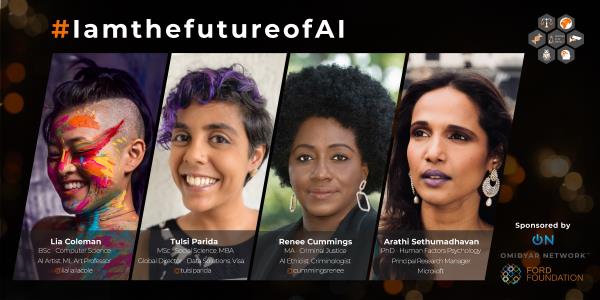 #IamthefutureofAI
Lia Coleman
BSc · Computer Science
AI Artist, ML Art Professor
Tulsi Parida
MSc · Social Science, MBA
Global Director · Data Solutions, Visa
@tulsiparida
Renee Cummings
MA · Criminal Justice
AI Ethicist, Criminologist
@cummingsrenee
Arathi Sethumadhavan
PhD · Human Factors Psychology
Principal Research Manager
Microsoft
Sponsored by
ON
OMIDYAR NETWORK™
FORD
FOUNDATION